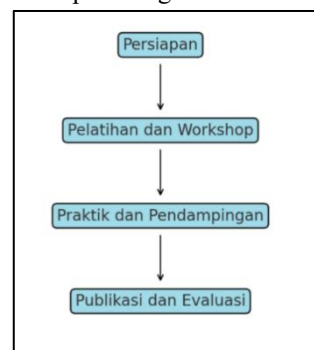 Persiapan
Pelatihan dan Workshop
Praktik dan Pendampingan
Publikasi dan Evaluasi